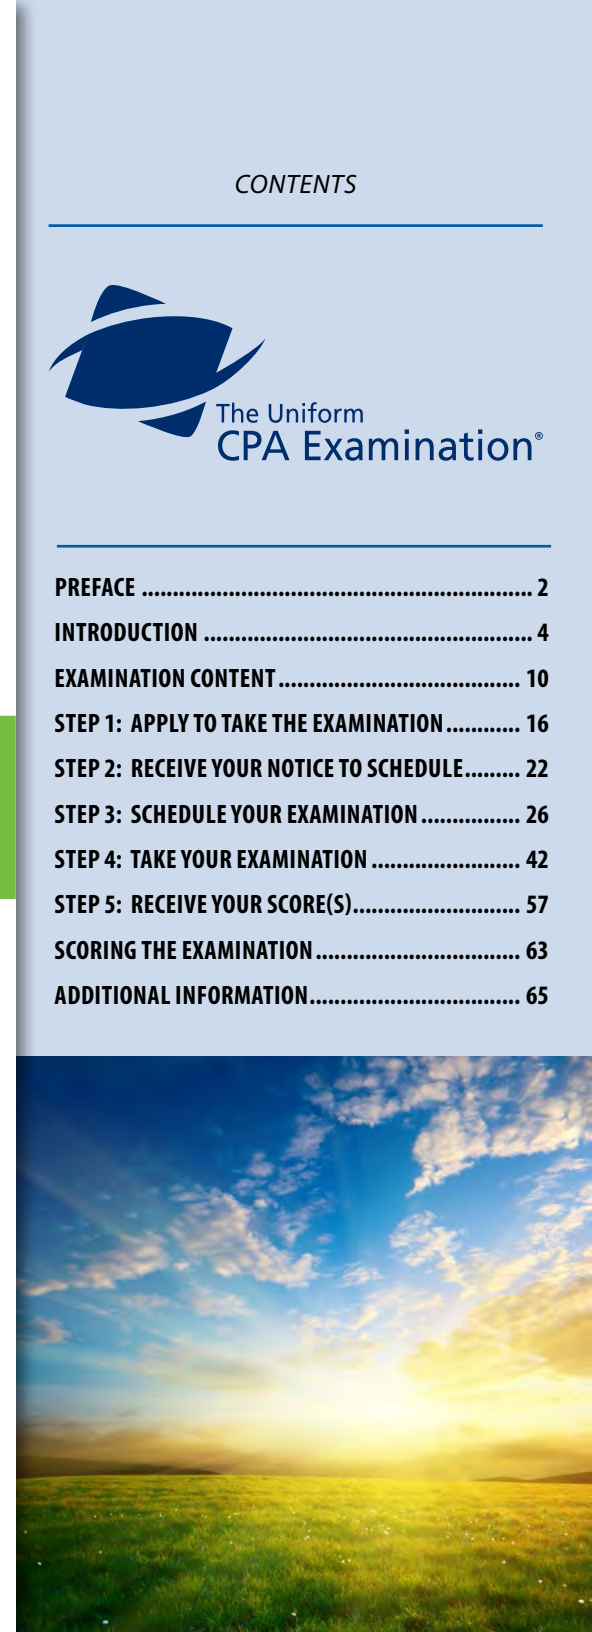 CONTENTS
The Uniform
CPA Examination®
PREFACE ............................................................... 2
INTRODUCTION ..................................................... 4
EXAMINATION CONTENT....................................... 10
STEP 1: APPLY TO TAKE THE EXAMINATION............ 16
STEP 2: RECEIVE YOUR NOTICE TO SCHEDULE......... 22
STEP 3: SCHEDULE YOUR EXAMINATION ................ 26
STEP 4: TAKE YOUR EXAMINATION ........................ 42
STEP 5: RECEIVE YOUR SCORE(S)........................... 57
SCORING THE EXAMINATION................................. 63
ADDITIONAL INFORMATION.................................. 65